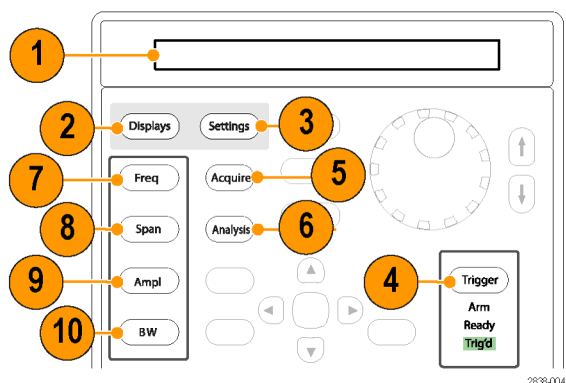 1
2 Displays Settings 3
7 Freq Acquire 5
8 Span Analysis 6
9 Ampl 4 Trigger
Arm
Ready
10 BW Trig'd
2838-004